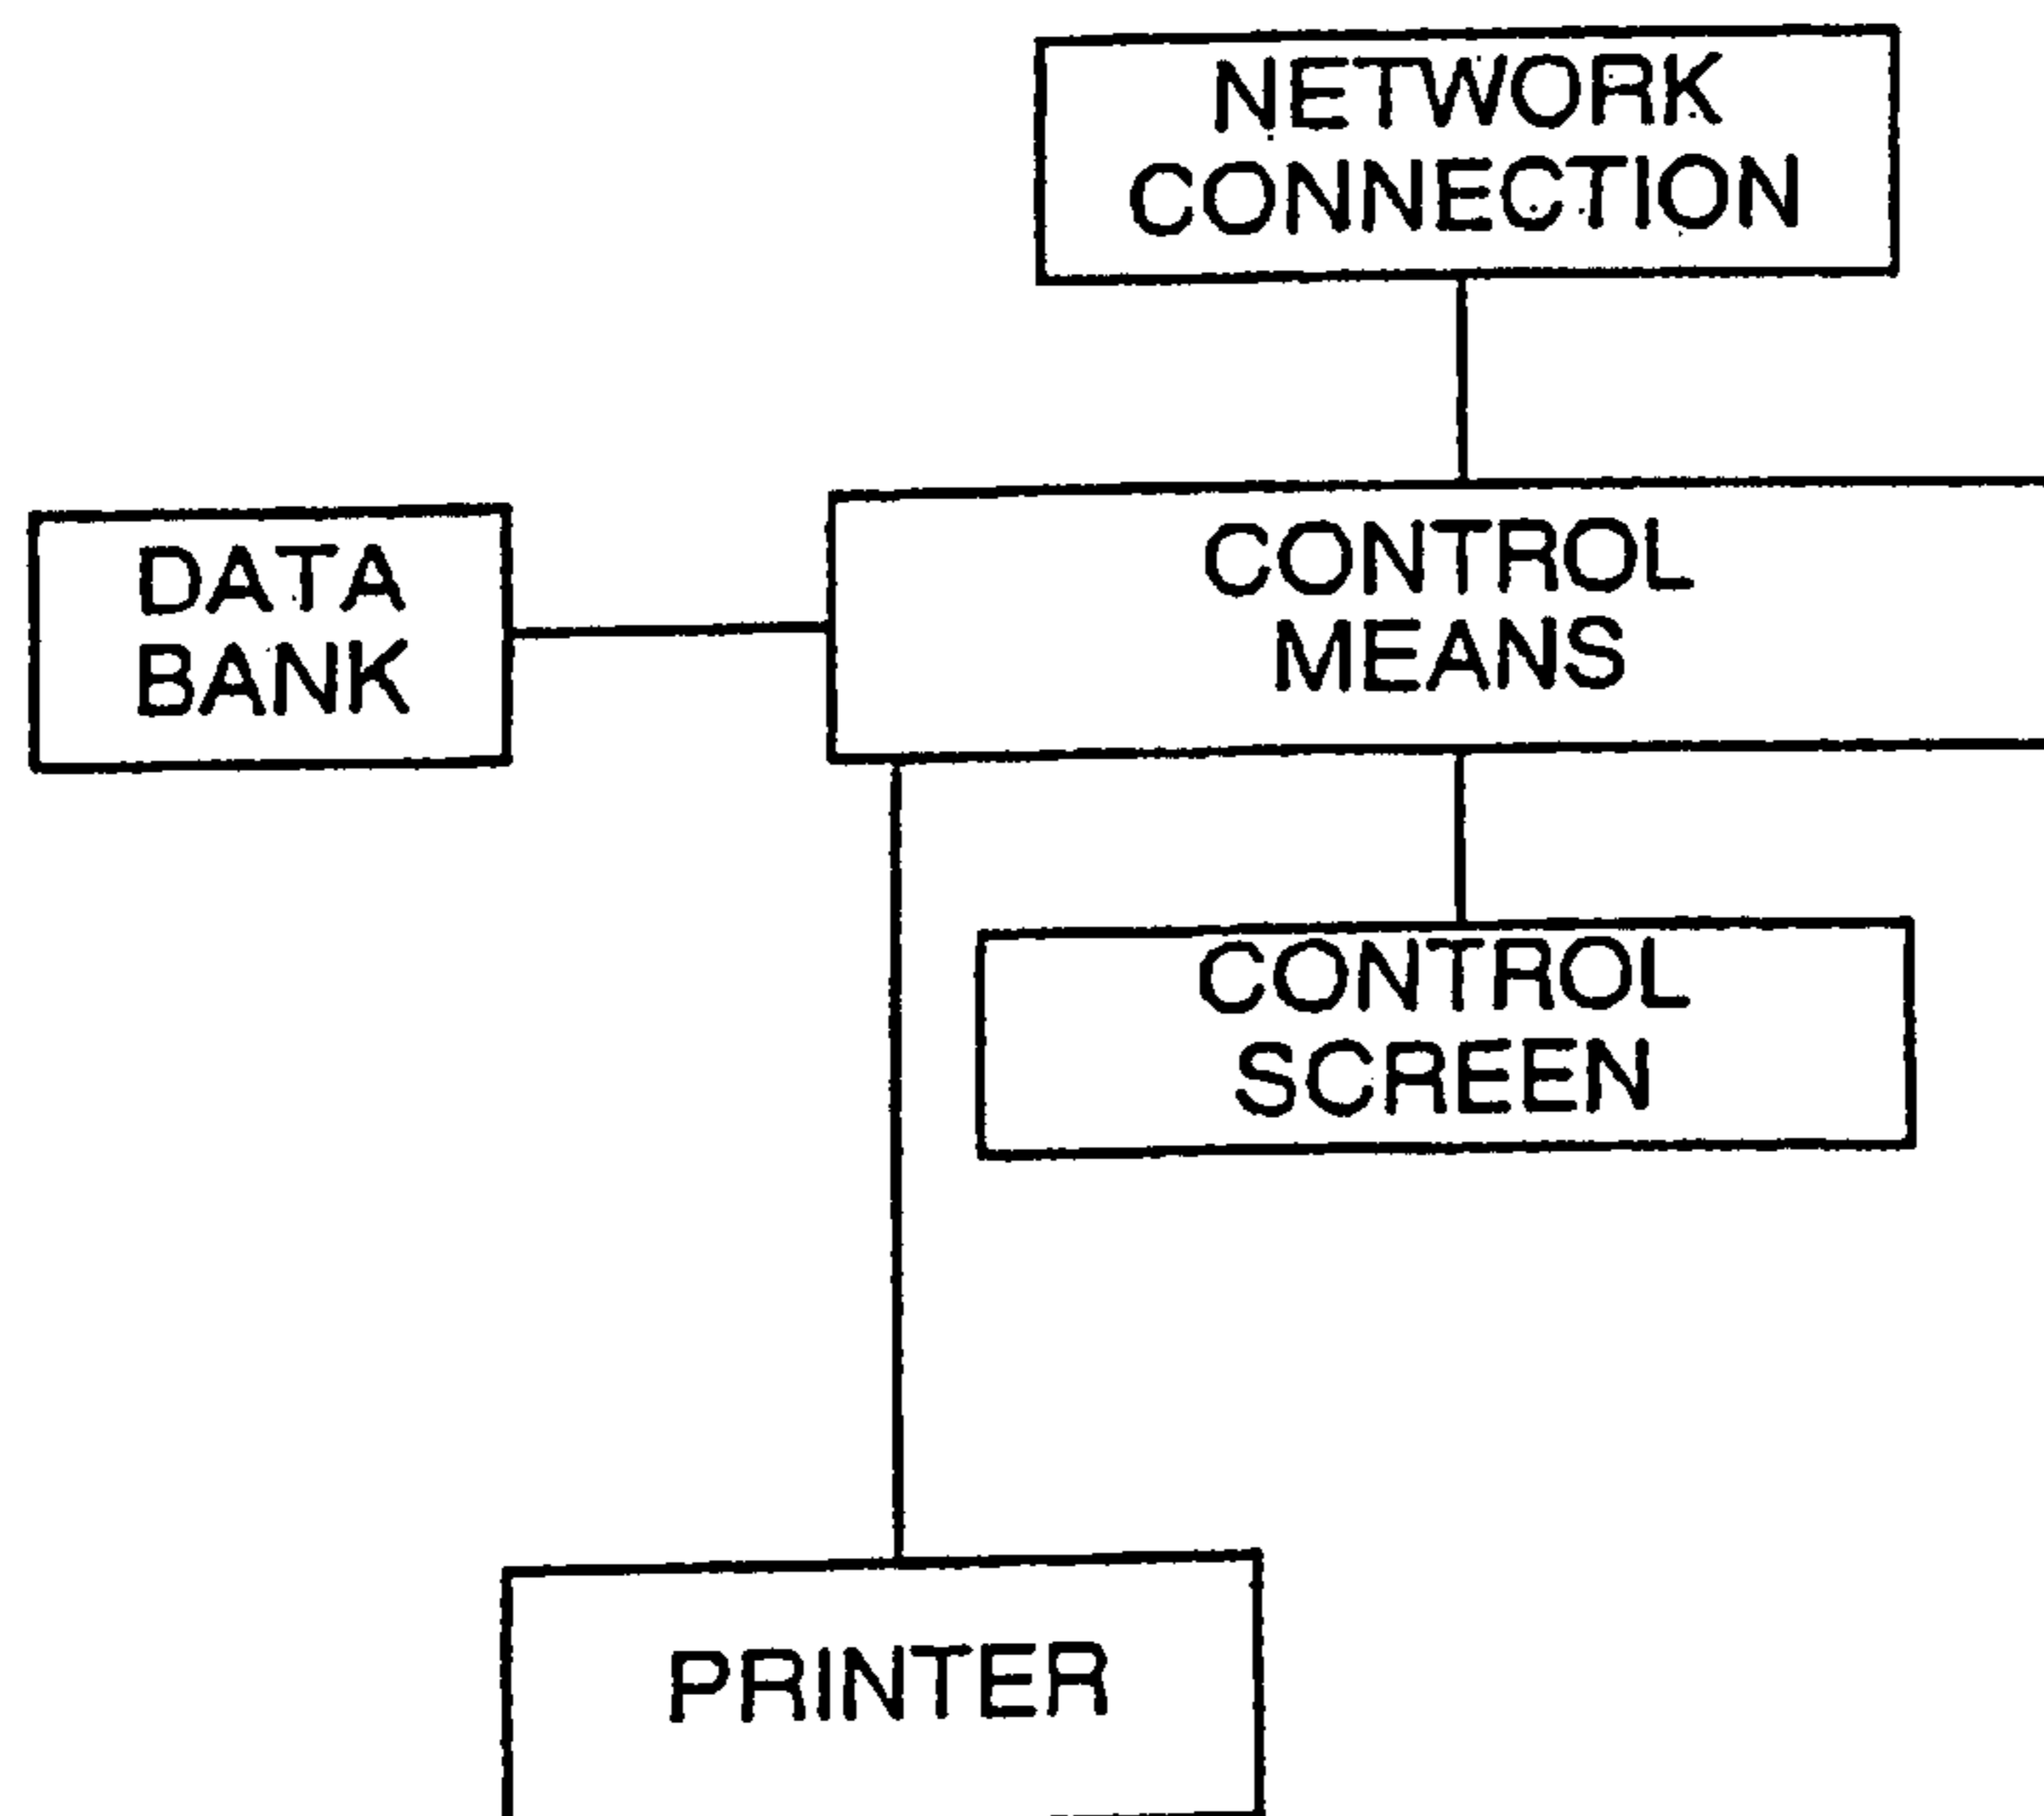 NETWORK
CONNECTION
DATA
BANK
CONTROL
MEANS
CONTROL
SCREEN
PRINTER